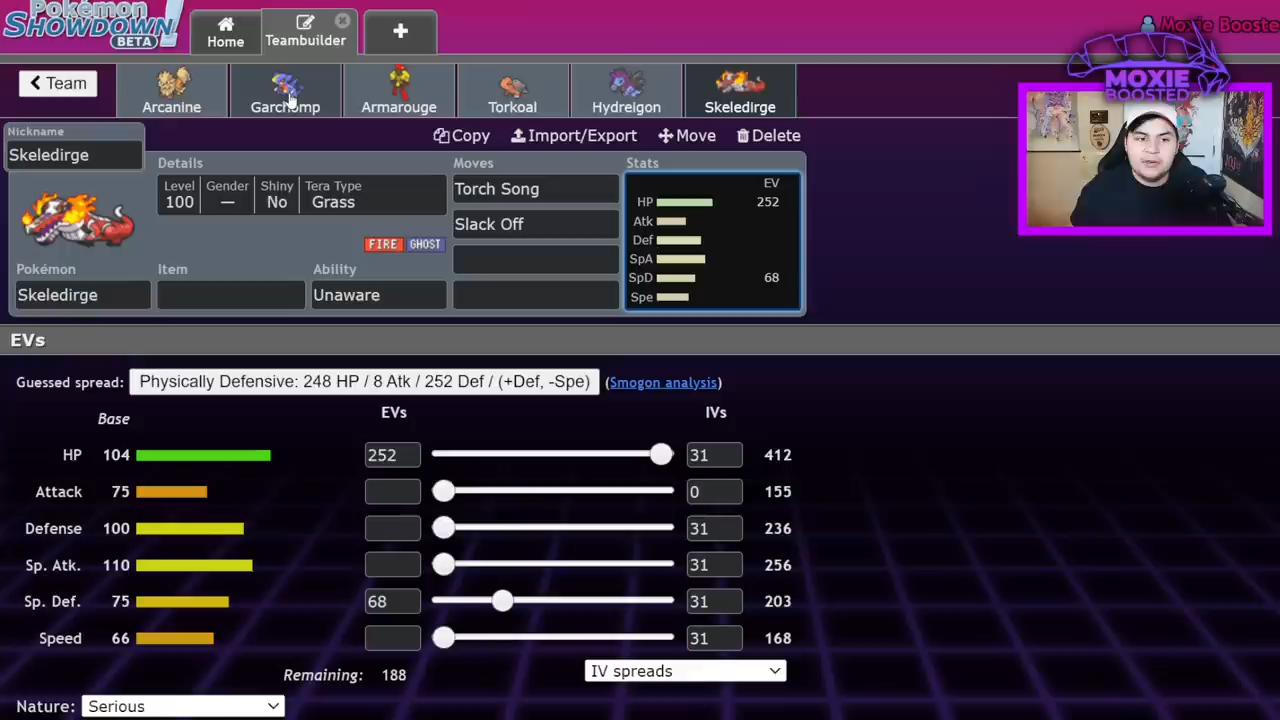 Pokémon
SHOWDOWN!
BETA
Home
Teambuilder
+
Moxie Booste
MOXIE
BOOSTED
Team
Arcanine
Garchomp
Armarouge
Torkoal
Hydreigon
Skeledirge
Nickname
Skeledirge
Copy
Import/Export
Move
Delete
Details
Level
100
Gender
—
Shiny
No
Tera Type
Grass
FIRE GHOST
Pokémon
Skeledirge
Item
Ability
Unaware
Moves
Torch Song
Slack Off
Stats
EV
HP 252
Atk
Def
SpA
SpD 68
Spe
EVs
Guessed spread: Physically Defensive: 248 HP / 8 Atk / 252 Def / (+Def, -Spe) (Smogon analysis)
Base EVs IVs
HP 104 252 31 412
Attack 75 0 155
Defense 100 31 236
Sp. Atk. 110 31 256
Sp. Def. 75 68 31 203
Speed 66 31 168
Remaining: 188
IV spreads
Nature: Serious